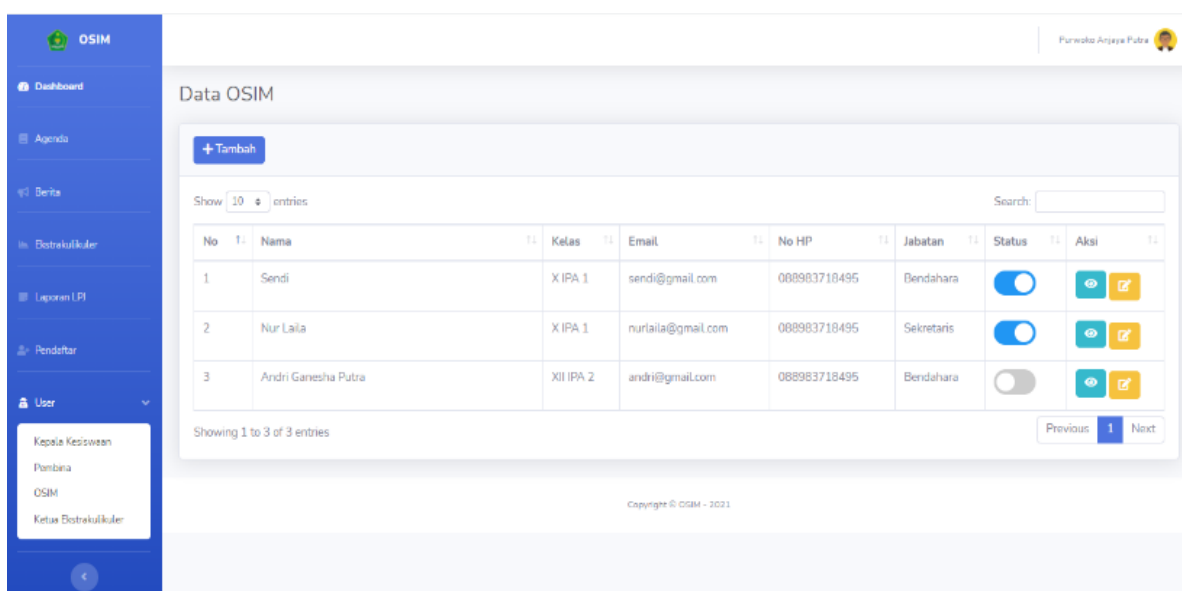 OSIM
Purwoko Anjaya Putra
Dashboard
Data OSIM
Agenda
+ Tambah
Berita
Show 10 entries
Search:
Ekstrakulikuler
No Nama Kelas Email No HP Jabatan Status Aksi
1 Sendi X IPA 1 sendi@gmail.com 088983718495 Bendahara
Laporan LPJ
2 Nur Laila X IPA 1 nurlaila@gmail.com 088983718495 Sekretaris
Pendaftar
3 Andri Ganesha Putra XII IPA 2 andri@gmail.com 088983718495 Bendahara
User
Showing 1 to 3 of 3 entries
Previous 1 Next
Kepala Kesiswaan
Pembina
OSIM
Ketua Ekstrakulikuler
Copyright © OSIM - 2021